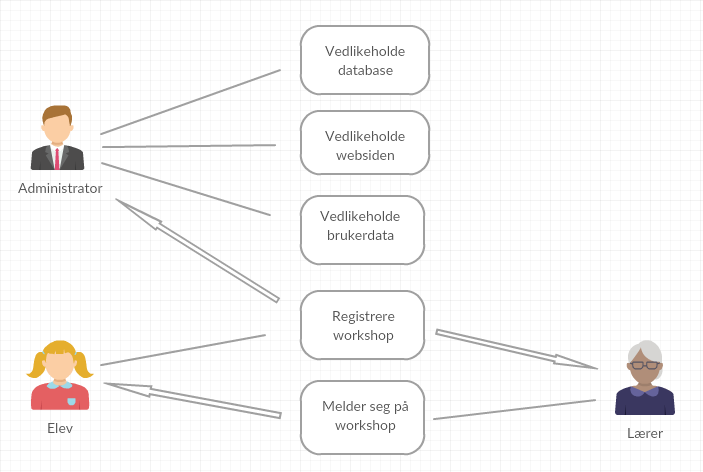 Vedlikeholde
database
Vedlikeholde
websiden
Administrator
Vedlikeholde
brukerdata
Registrere
workshop
Melder seg på
workshop
Elev
Lærer